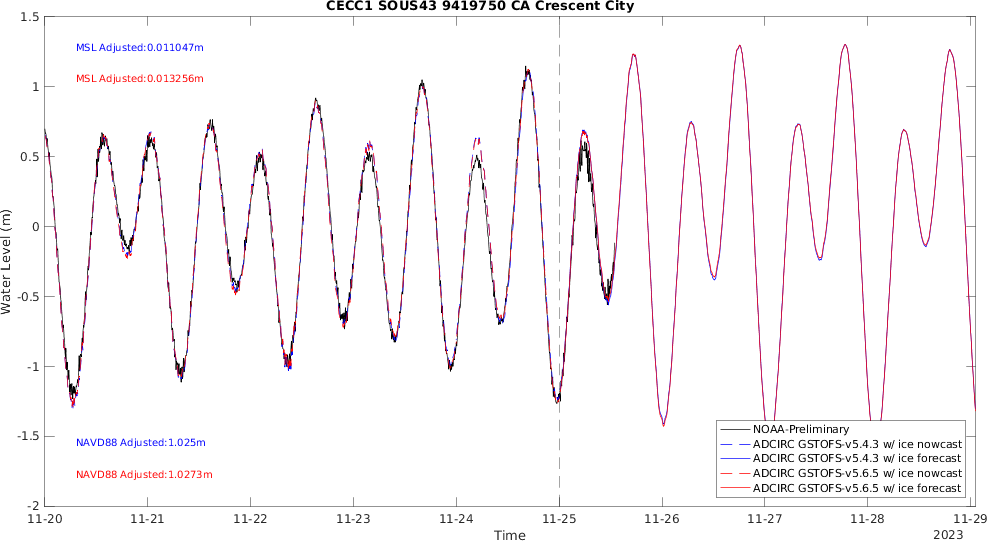 CECC1 SOUS43 9419750 CA Crescent City
1.5
1
0.5
0
-0.5
-1
-1.5
-2
Water Level (m)
MSL Adjusted:0.011047m
MSL Adjusted:0.013256m
NAVD88 Adjusted:1.025m
NAVD88 Adjusted:1.0273m
NOAA-Preliminary
ADCIRC GSTOFS-v5.4.3 w/ ice nowcast
ADCIRC GSTOFS-v5.4.3 w/ ice forecast
ADCIRC GSTOFS-v5.6.5 w/ ice nowcast
ADCIRC GSTOFS-v5.6.5 w/ ice forecast
11-20 11-21 11-22 11-23 11-24 11-25 11-26 11-27 11-28 11-29
Time
2023